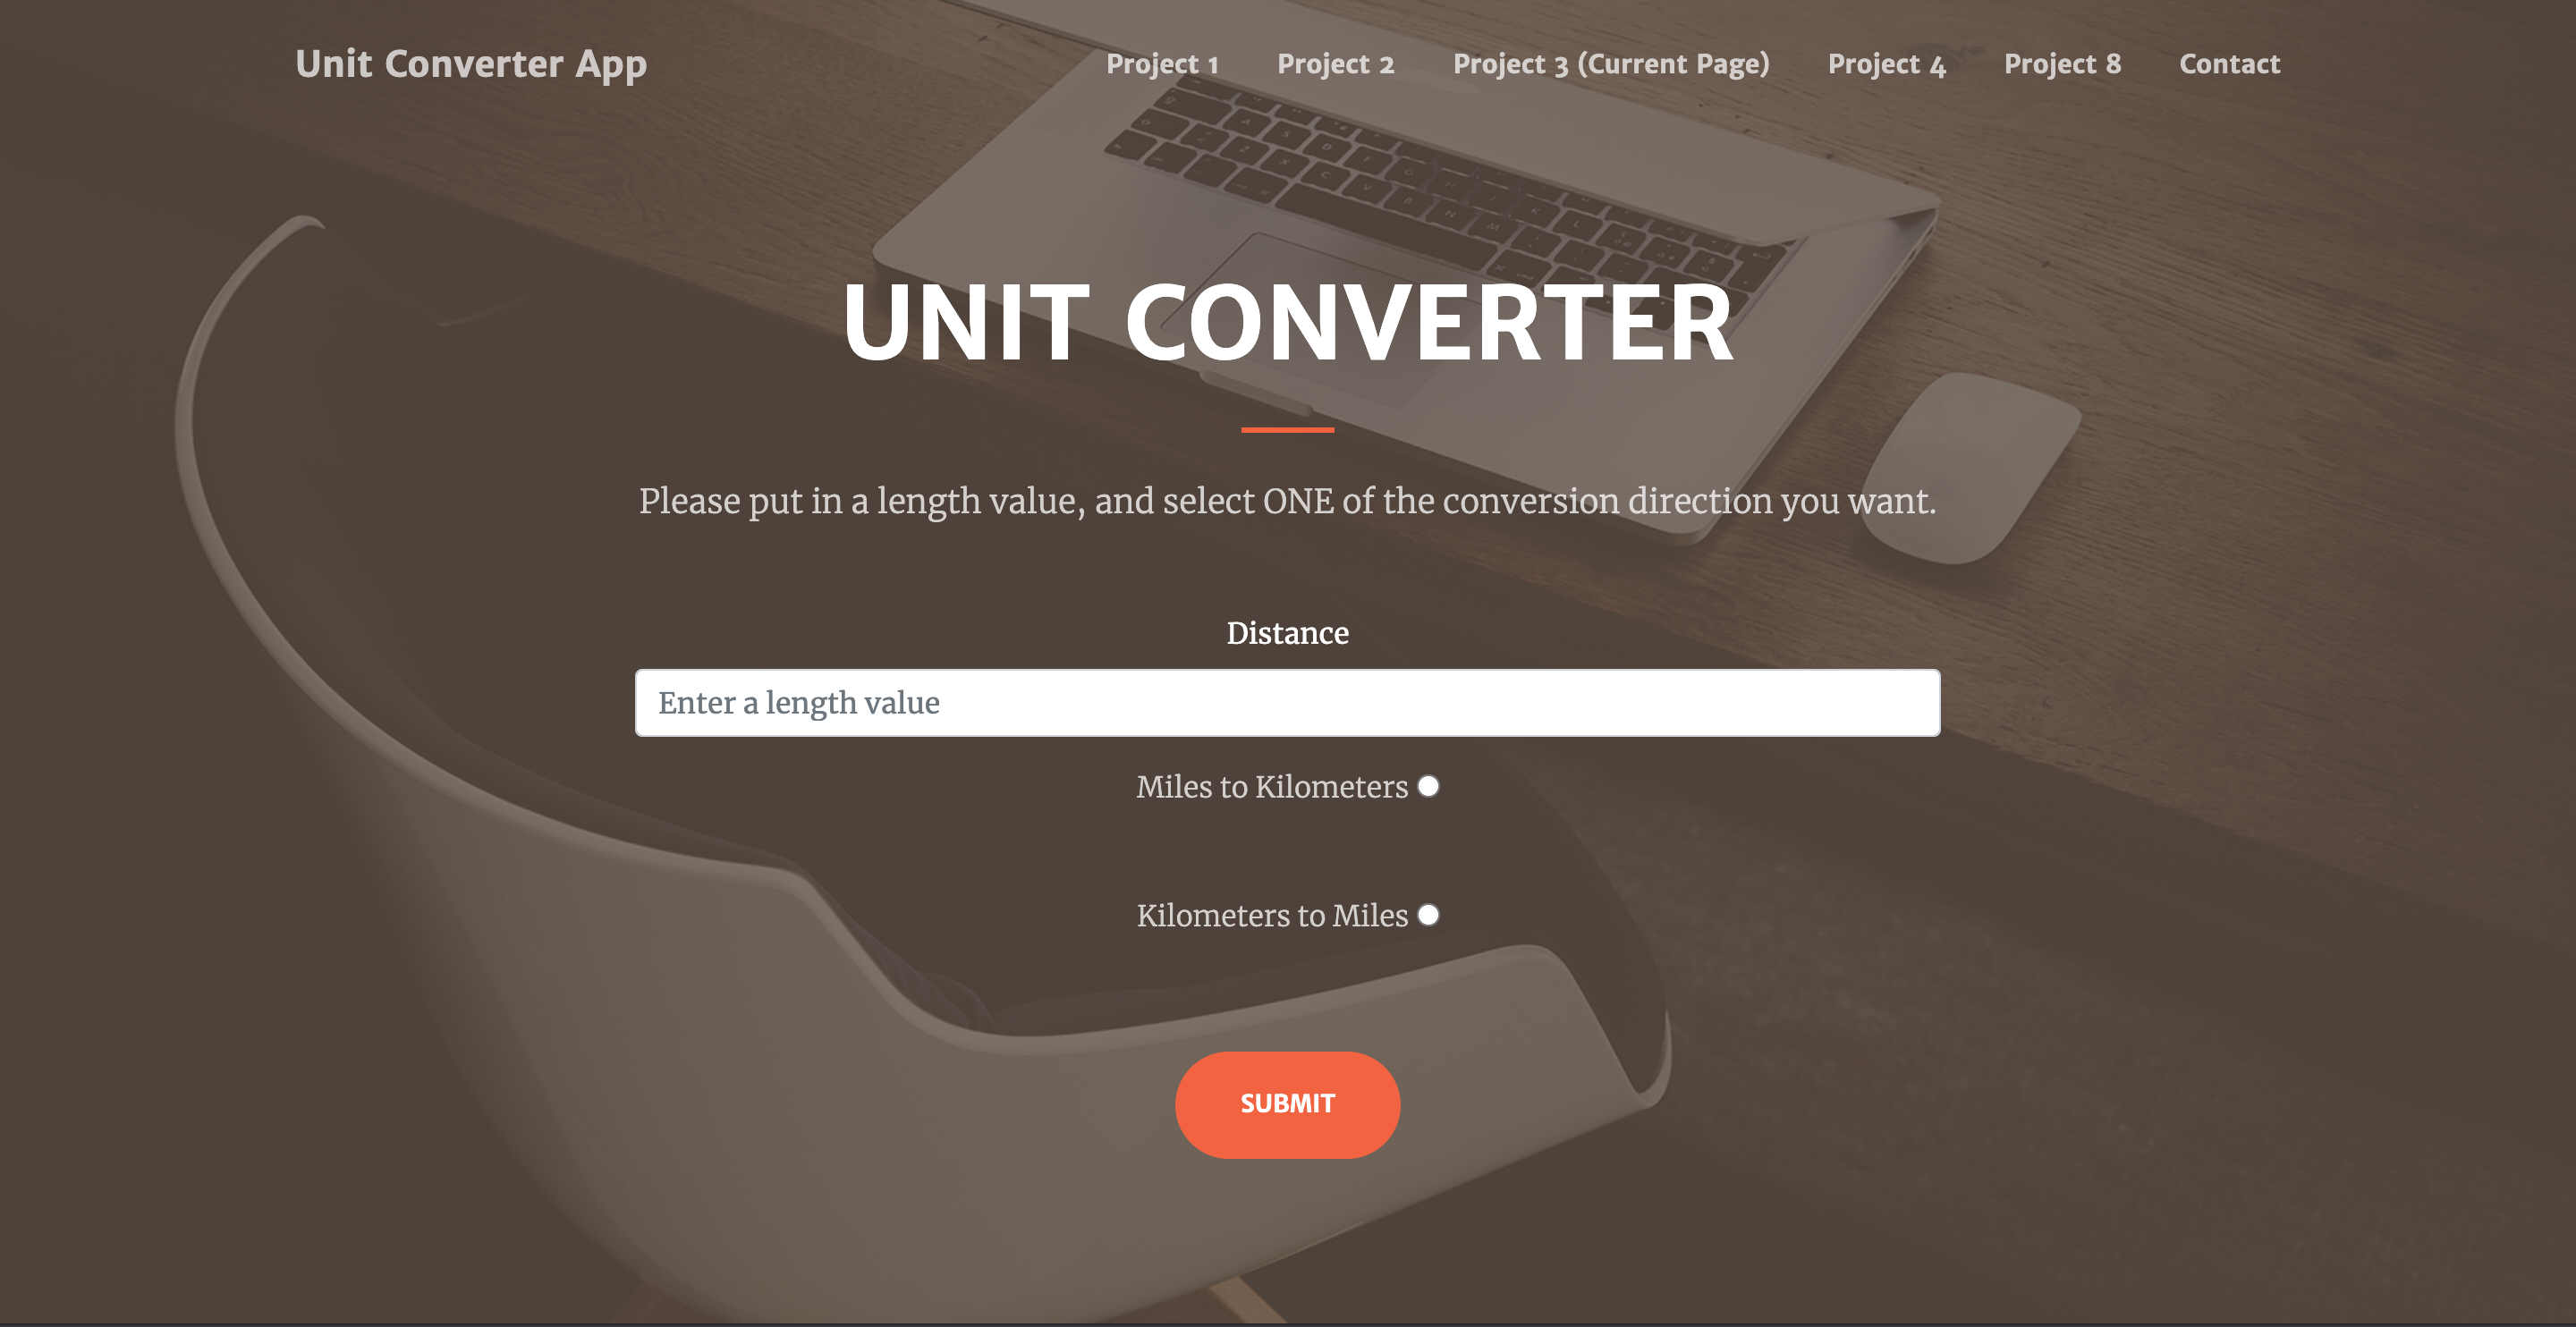 Unit Converter App
Project 1 Project 2 Project 3 (Current Page) Project 4 Project 8 Contact
UNIT CONVERTER
Please put in a length value, and select ONE of the conversion direction you want.
Distance
Enter a length value
Miles to Kilometers
Kilometers to Miles
SUBMIT